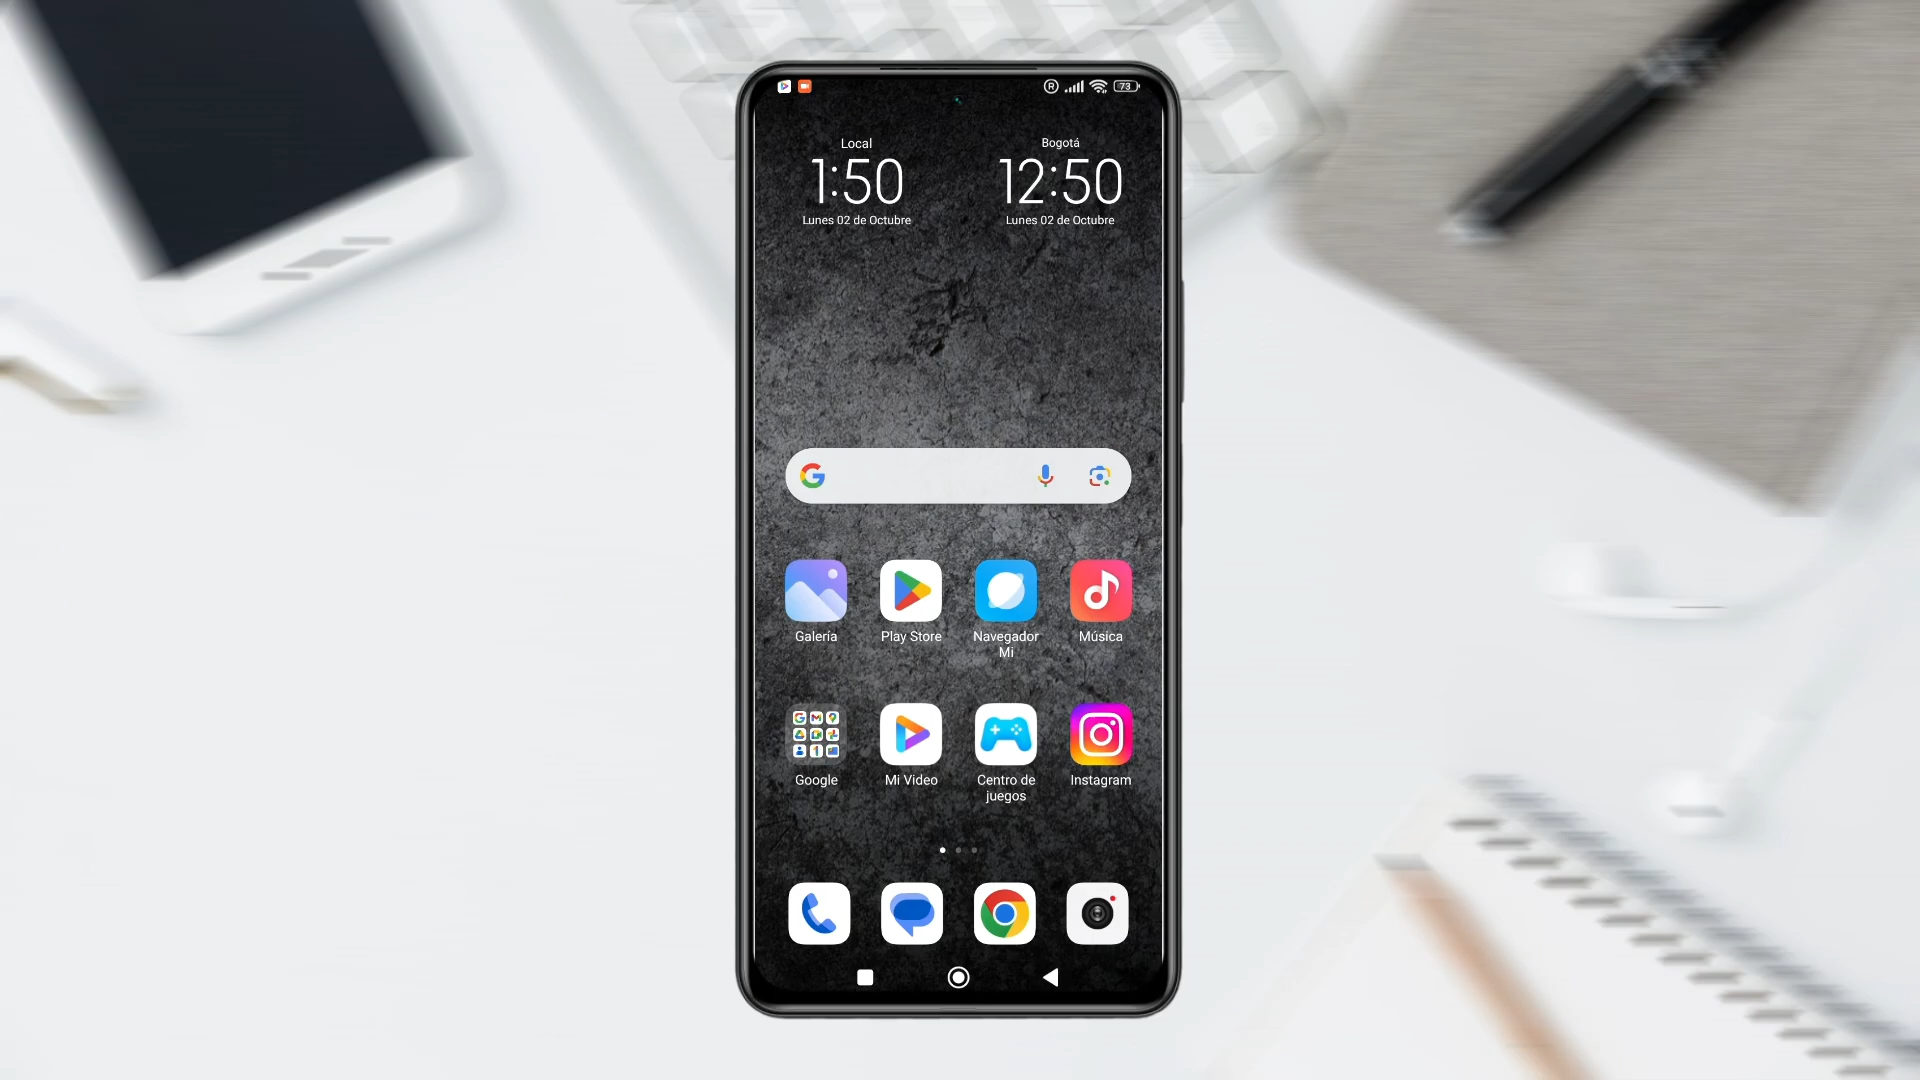 R 73
Local
Bogotá
1:50
12:50
Lunes 02 de Octubre
Lunes 02 de Octubre
Galería
Play Store
Navegador
Mi
Música
Google
Mi Video
Centro de
juegos
Instagram